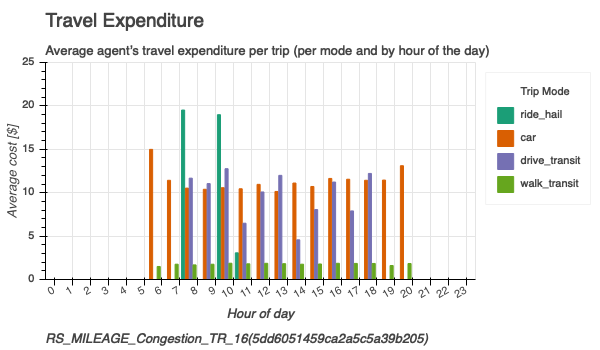 Travel Expenditure
Average agent's travel expenditure per trip (per mode and by hour of the day)
25
20
15
10
5
0
Average cost [$]
0 1 2 3 4 5 6 7 8 9 10 11 12 13 14 15 16 17 18 19 20 21 22 23
Hour of day
Trip Mode
ride_hail
car
drive_transit
walk_transit
RS_MILEAGE_Congestion_TR_16(5dd6051459ca2a5c5a39b205)